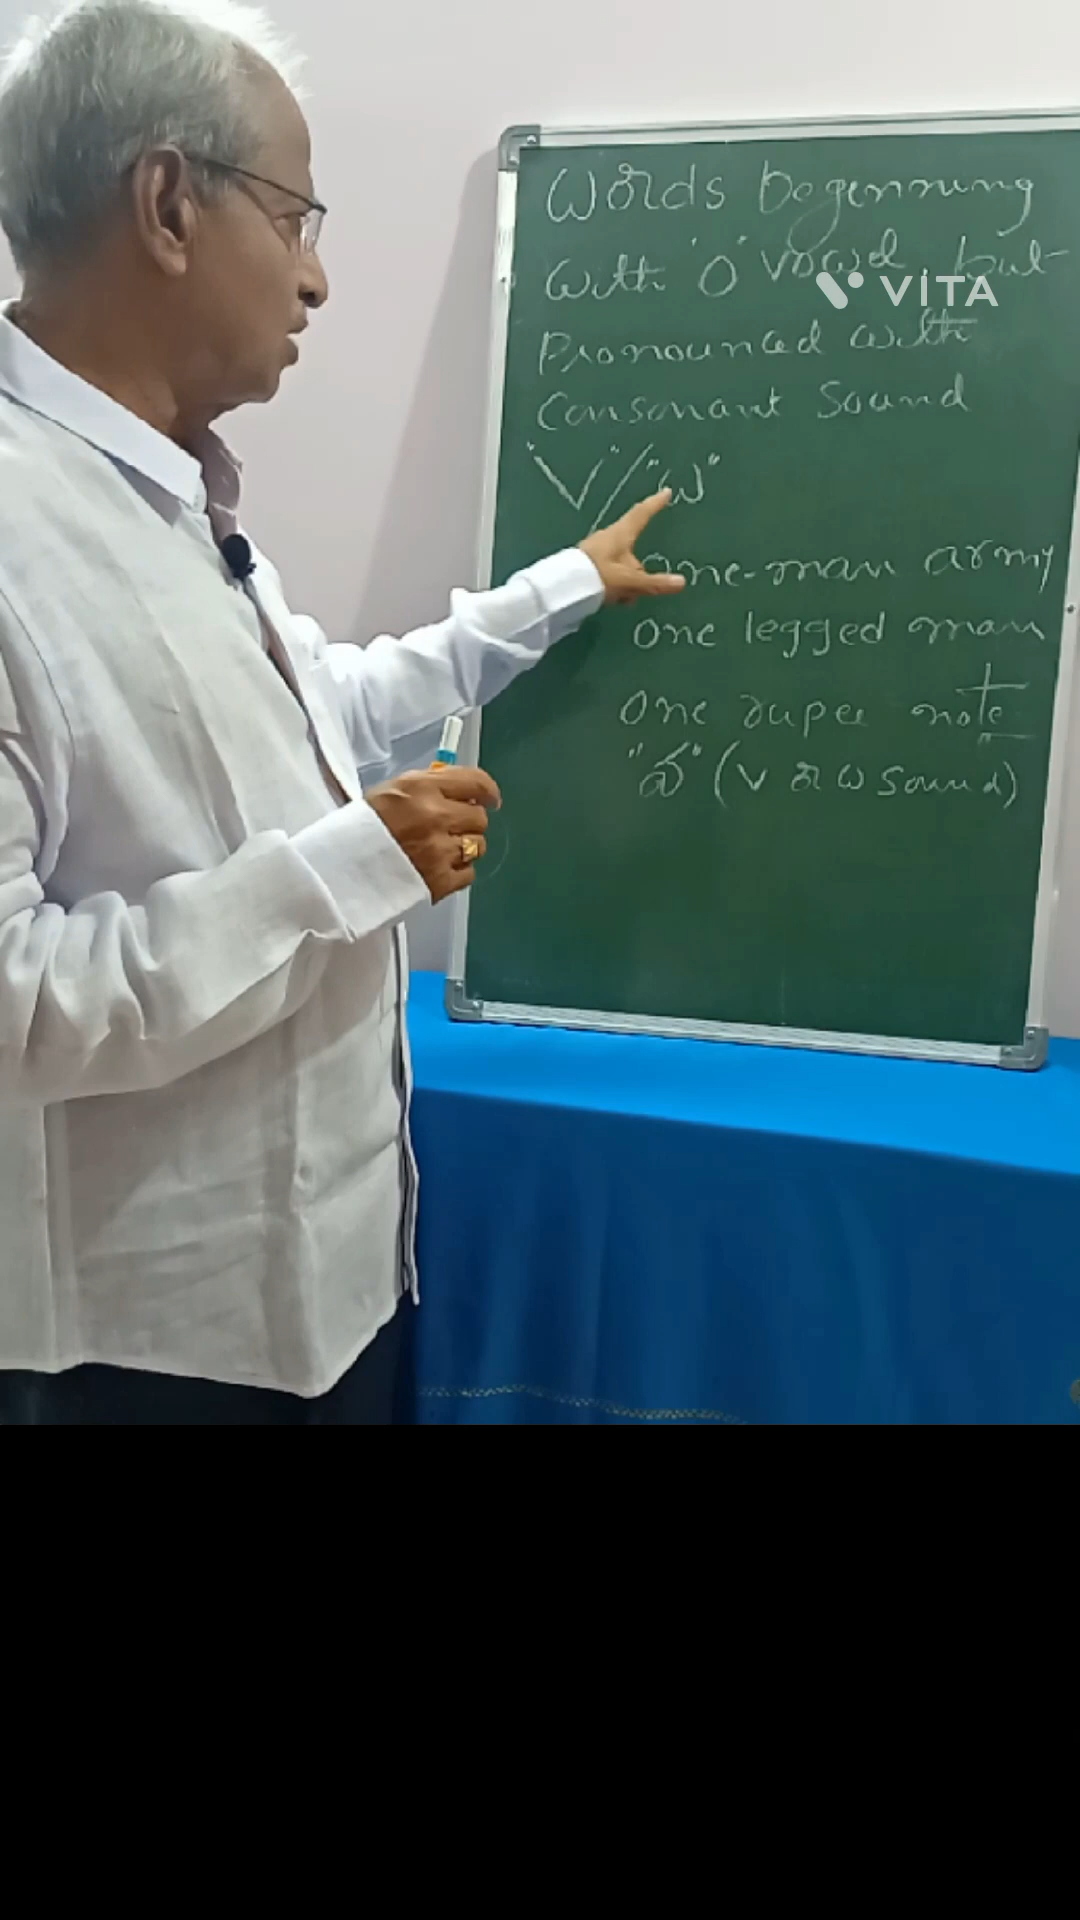 Words beginning
with "O" vowel but
VITA
Pronounced with
Consonant Sound
"V"/"W"
One-man army
One legged man
One rupee note
"వ" (V or W Sound)